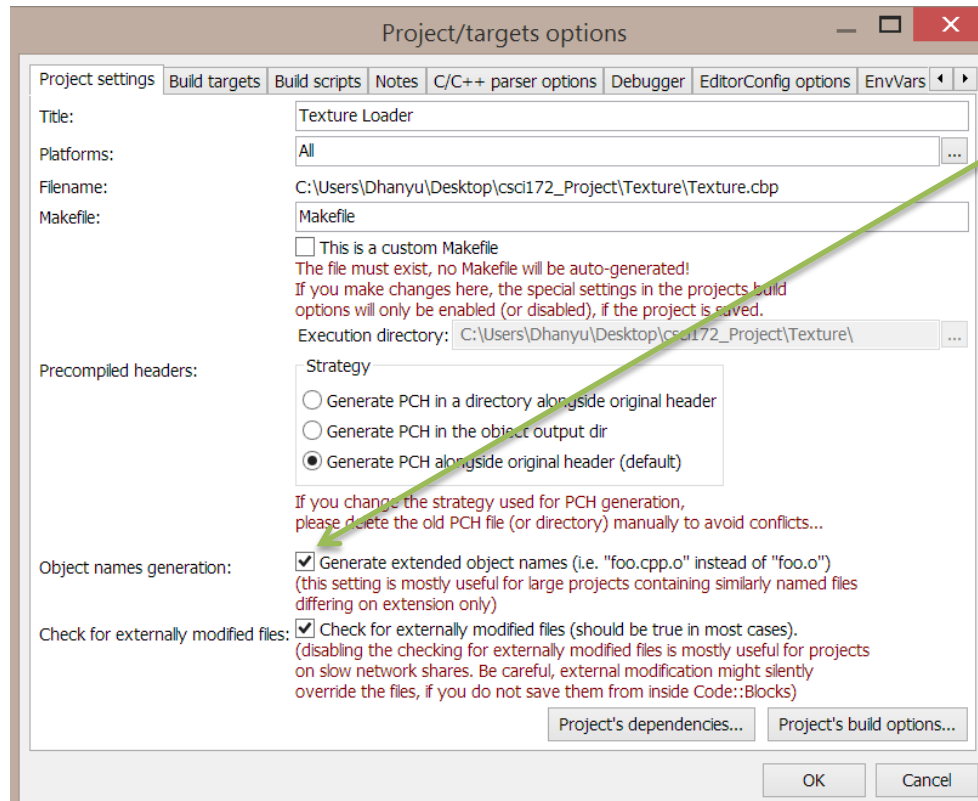 Project/targets options
Project settings Build targets Build scripts Notes C/C++ parser options Debugger EditorConfig options EnvVars
Title: Texture Loader
Platforms: All ...
Filename: C:\Users\Dhanyu\Desktop\csci172_Project\Texture\Texture.cbp
Makefile: Makefile
This is a custom Makefile
The file must exist, no Makefile will be auto-generated!
If you make changes here, the special settings in the projects build
options will only be enabled (or disabled), if the project is saved.
Execution directory: C:\Users\Dhanyu\Desktop\csci172_Project\Texture\ ...
Precompiled headers: Strategy
Generate PCH in a directory alongside original header
Generate PCH in the object output dir
Generate PCH alongside original header (default)
If you change the strategy used for PCH generation,
please delete the old PCH file (or directory) manually to avoid conflicts...
Object names generation: Generate extended object names (i.e. "foo.cpp.o" instead of "foo.o")
(this setting is mostly useful for large projects containing similarly named files
differing on extension only)
Check for externally modified files: Check for externally modified files (should be true in most cases).
(disabling the checking for externally modified files is mostly useful for projects
on slow network shares. Be careful, external modification might silently
override the files, if you do not save them from inside Code::Blocks)
Project's dependencies... Project's build options...
OK Cancel